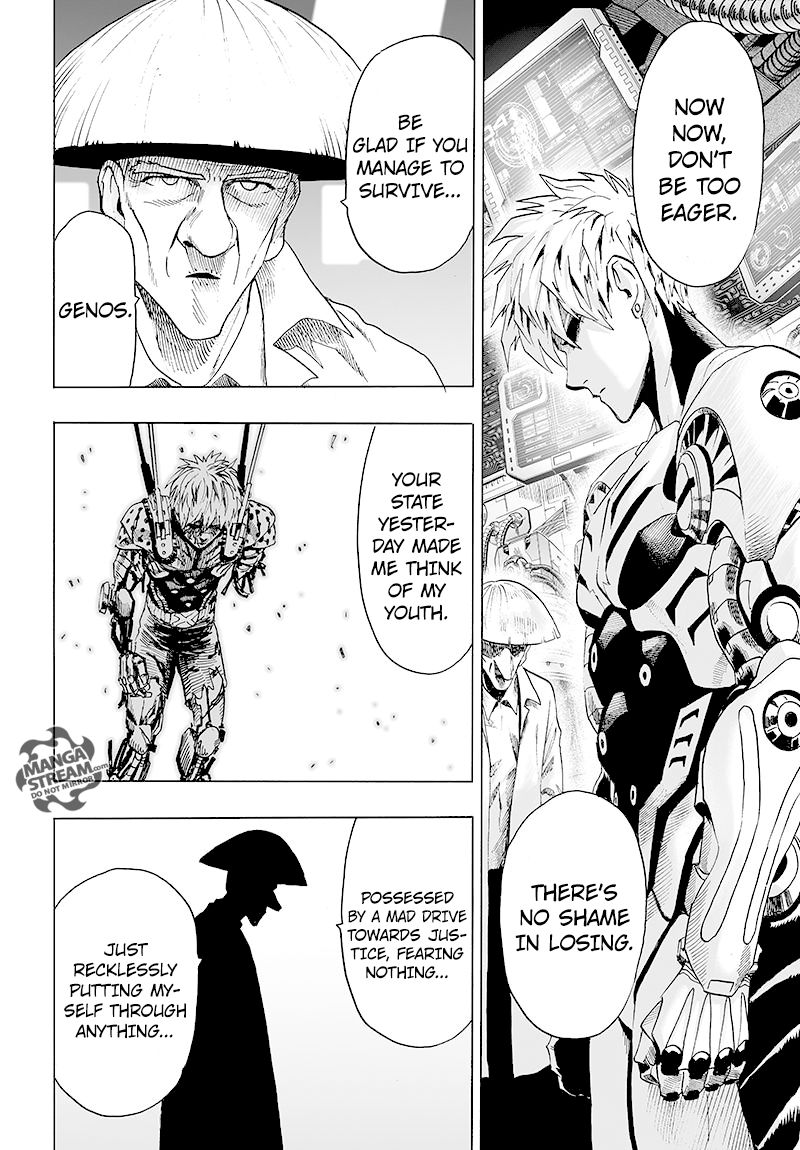 NOW
NOW,
DON'T
BE TOO
EAGER.
THERE'S
NO SHAME
IN LOSING.
BE
GLAD IF YOU
MANAGE TO
SURVIVE...
GENOS.
YOUR
STATE
YESTER-
DAY MADE
ME THINK
OF MY
YOUTH.
MANGA
STREAM.com
DO NOT MIRROR
POSSESSED
BY A MAD DRIVE
TOWARDS JUS-
TICE, FEARING
NOTHING...
JUST
RECKLESSLY
PUTTING MY-
SELF THROUGH
ANYTHING...